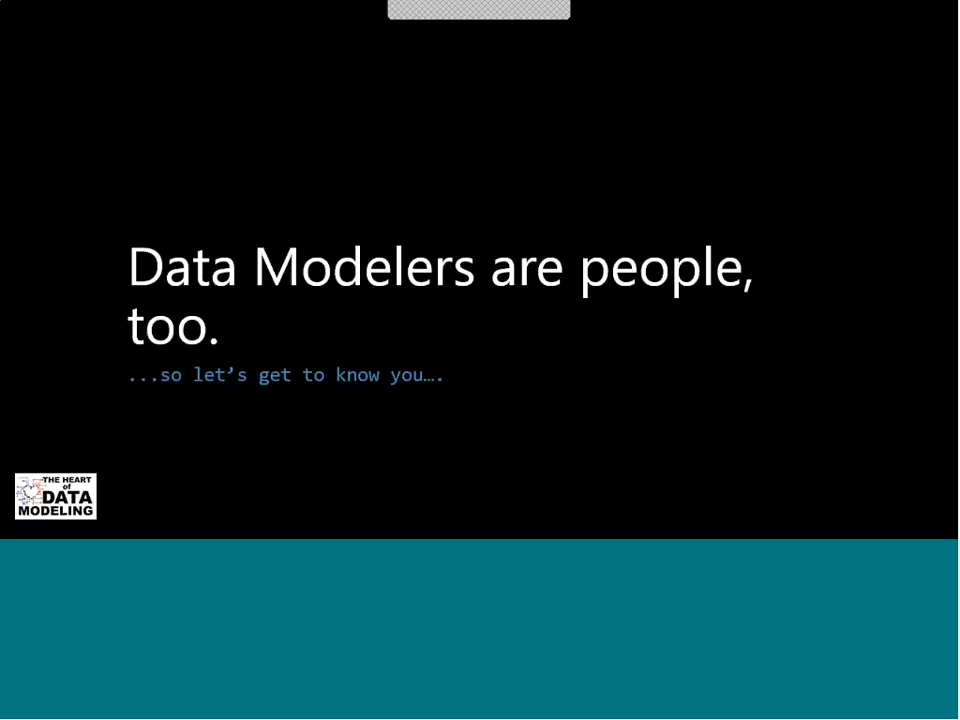 Data Modelers are people,
too.
...so let’s get to know you….
THE HEART
of
DATA
MODELING